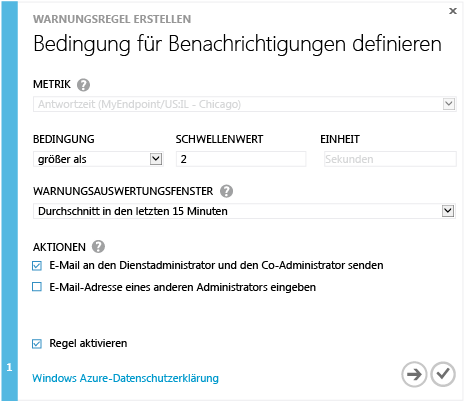 WARNUNGSREGEL ERSTELLEN
Bedingung für Benachrichtigungen definieren
METRIK ?
Antwortzeit (MyEndpoint/US:IL - Chicago)
BEDINGUNG SCHWELLENWERT EINHEIT
größer als 2 Sekunden
WARNUNGSAUSWERTUNGSFENSTER ?
Durchschnitt in den letzten 15 Minuten
AKTIONEN ?
E-Mail an den Dienstadministrator und den Co-Administrator senden
E-Mail-Adresse eines anderen Administrators eingeben
Regel aktivieren
1
Windows Azure-Datenschutzerklärung